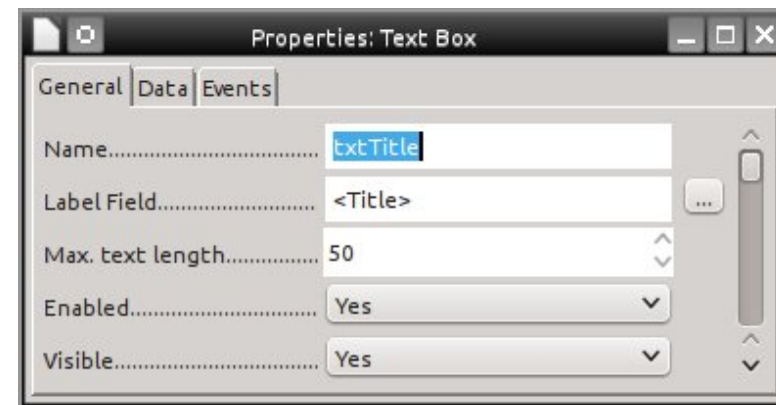 Properties: Text Box
General Data Events
Name.................................. txtTitle
Label Field.......................... <Title> ...
Max. text length................ 50
Enabled............................... Yes
Visible.................................. Yes